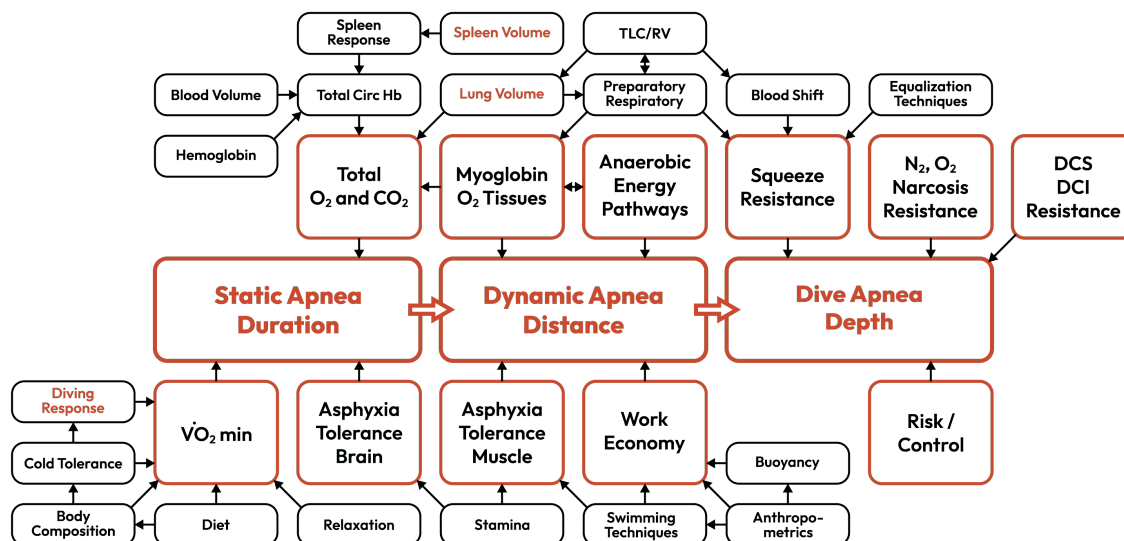 Spleen
Response
Spleen Volume
TLC/RV
Blood Volume
Total Circ Hb
Lung Volume
Preparatory
Respiratory
Blood Shift
Equalization
Techniques
Hemoglobin
Total
O₂ and CO₂
Myoglobin
O₂ Tissues
Anaerobic
Energy
Pathways
Squeeze
Resistance
N₂, O₂
Narcosis
Resistance
DCS
DCI
Resistance
Static Apnea
Duration
Dynamic Apnea
Distance
Dive Apnea
Depth
Diving
Response
Cold Tolerance
Body
Composition
V̇O₂ min
Diet
Asphyxia
Tolerance
Brain
Relaxation
Asphyxia
Tolerance
Muscle
Stamina
Work
Economy
Swimming
Techniques
Buoyancy
Anthropo-
metrics
Risk /
Control